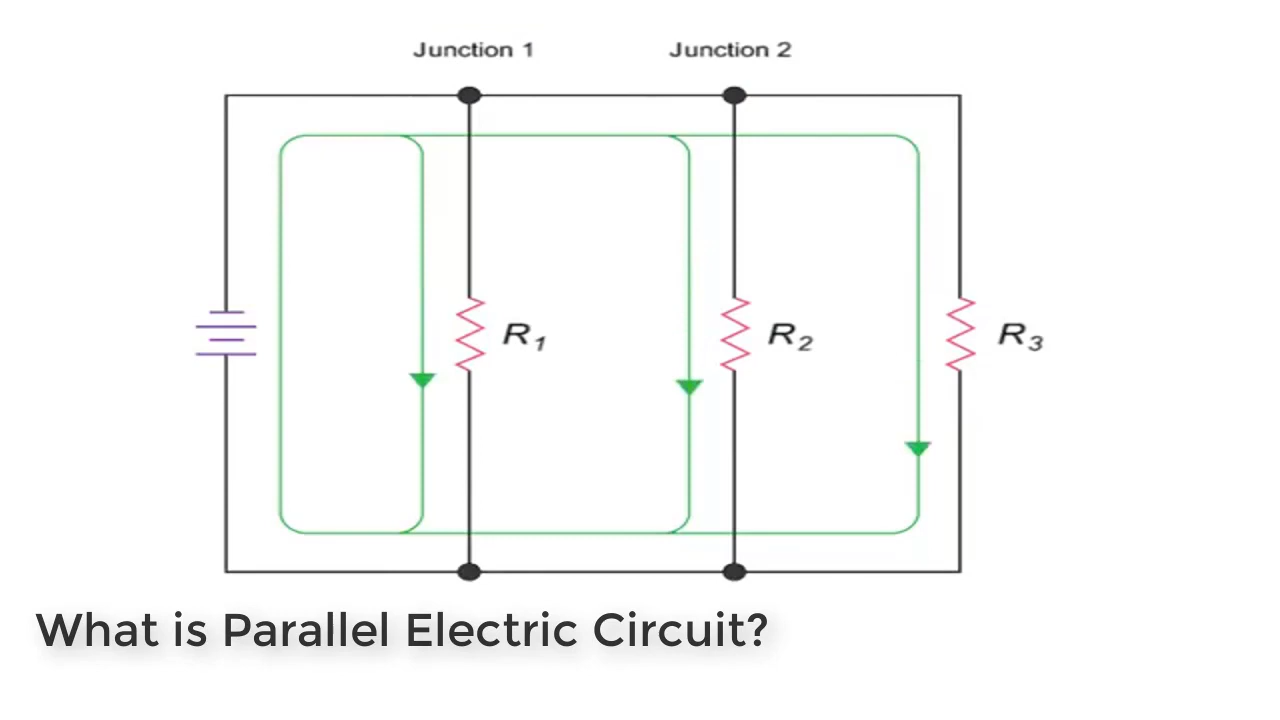 Junction 1
Junction 2
R1
R2
R3
What is Parallel Electric Circuit?